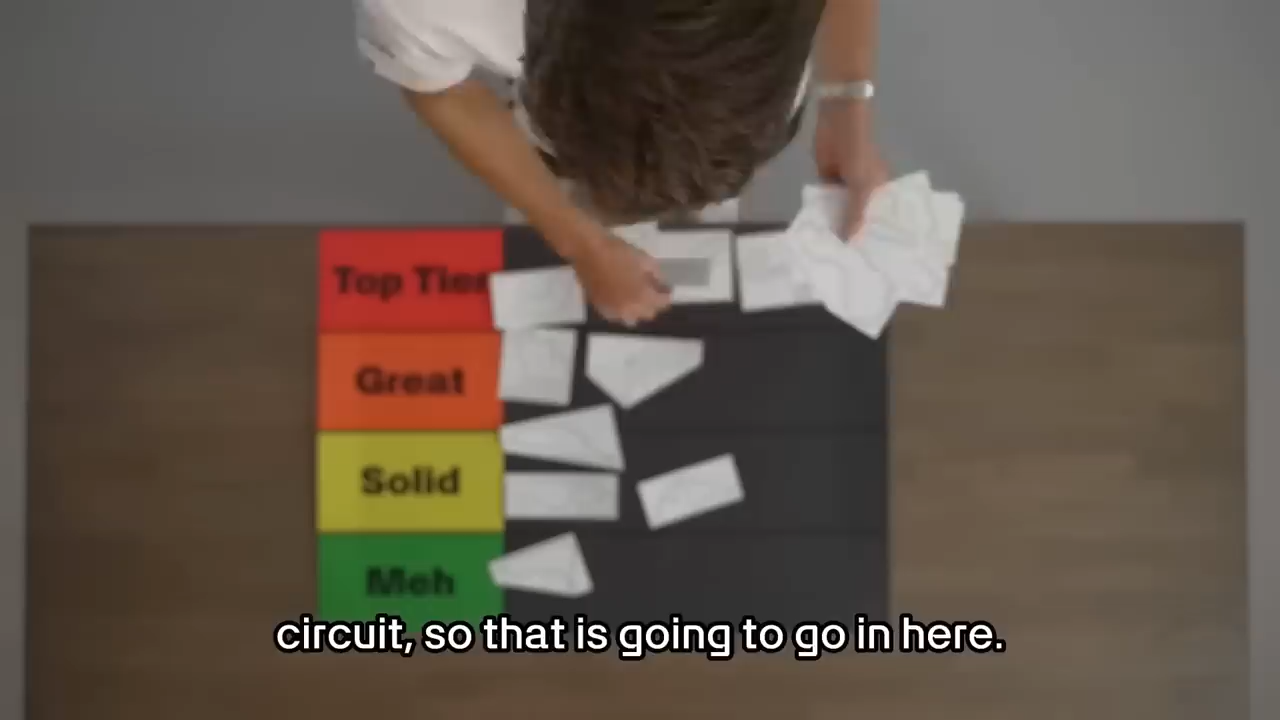 Top Tier
Great
Solid
Meh
circuit, so that is going to go in here.